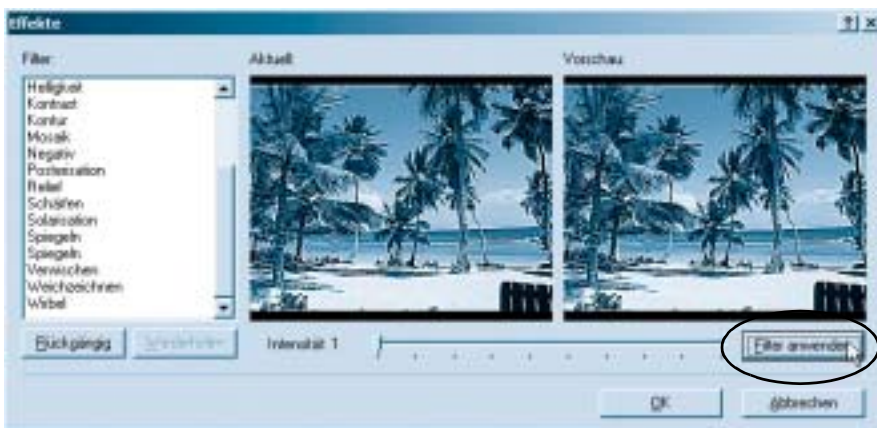 Effekte
Filter:
Aktuell:
Vorschau:
Helligkeit
Kontrast
Kontur
Mosaik
Negativ
Posterisation
Relief
Schärfen
Solarisation
Spiegeln
Spiegeln
Verwischen
Weichzeichnen
Wirbel
Rückgängig
Wiederholen
Intensität: 1
Filter anwenden
OK
Abbrechen